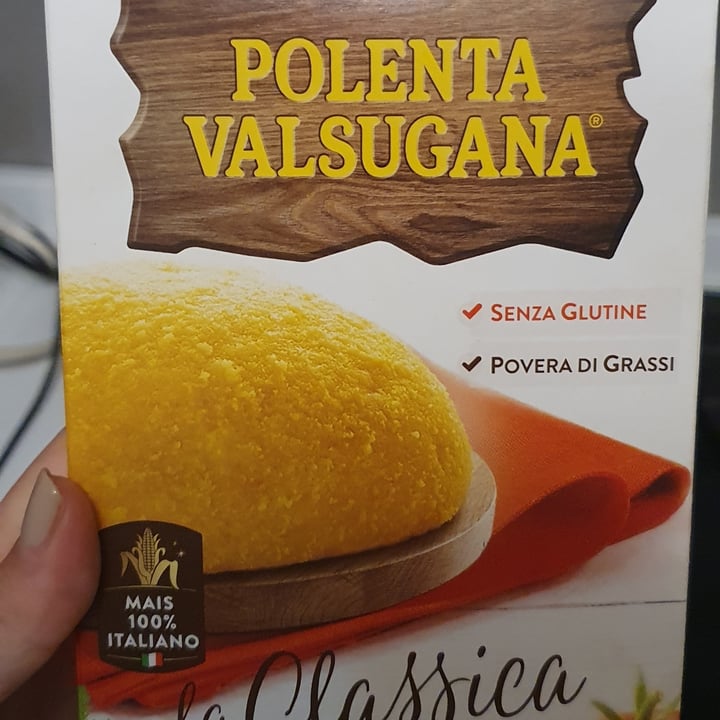 POLENTA
VALSUGANA®
✓ SENZA GLUTINE
✓ POVERA DI GRASSI
MAIS
100%
ITALIANO
la Classica